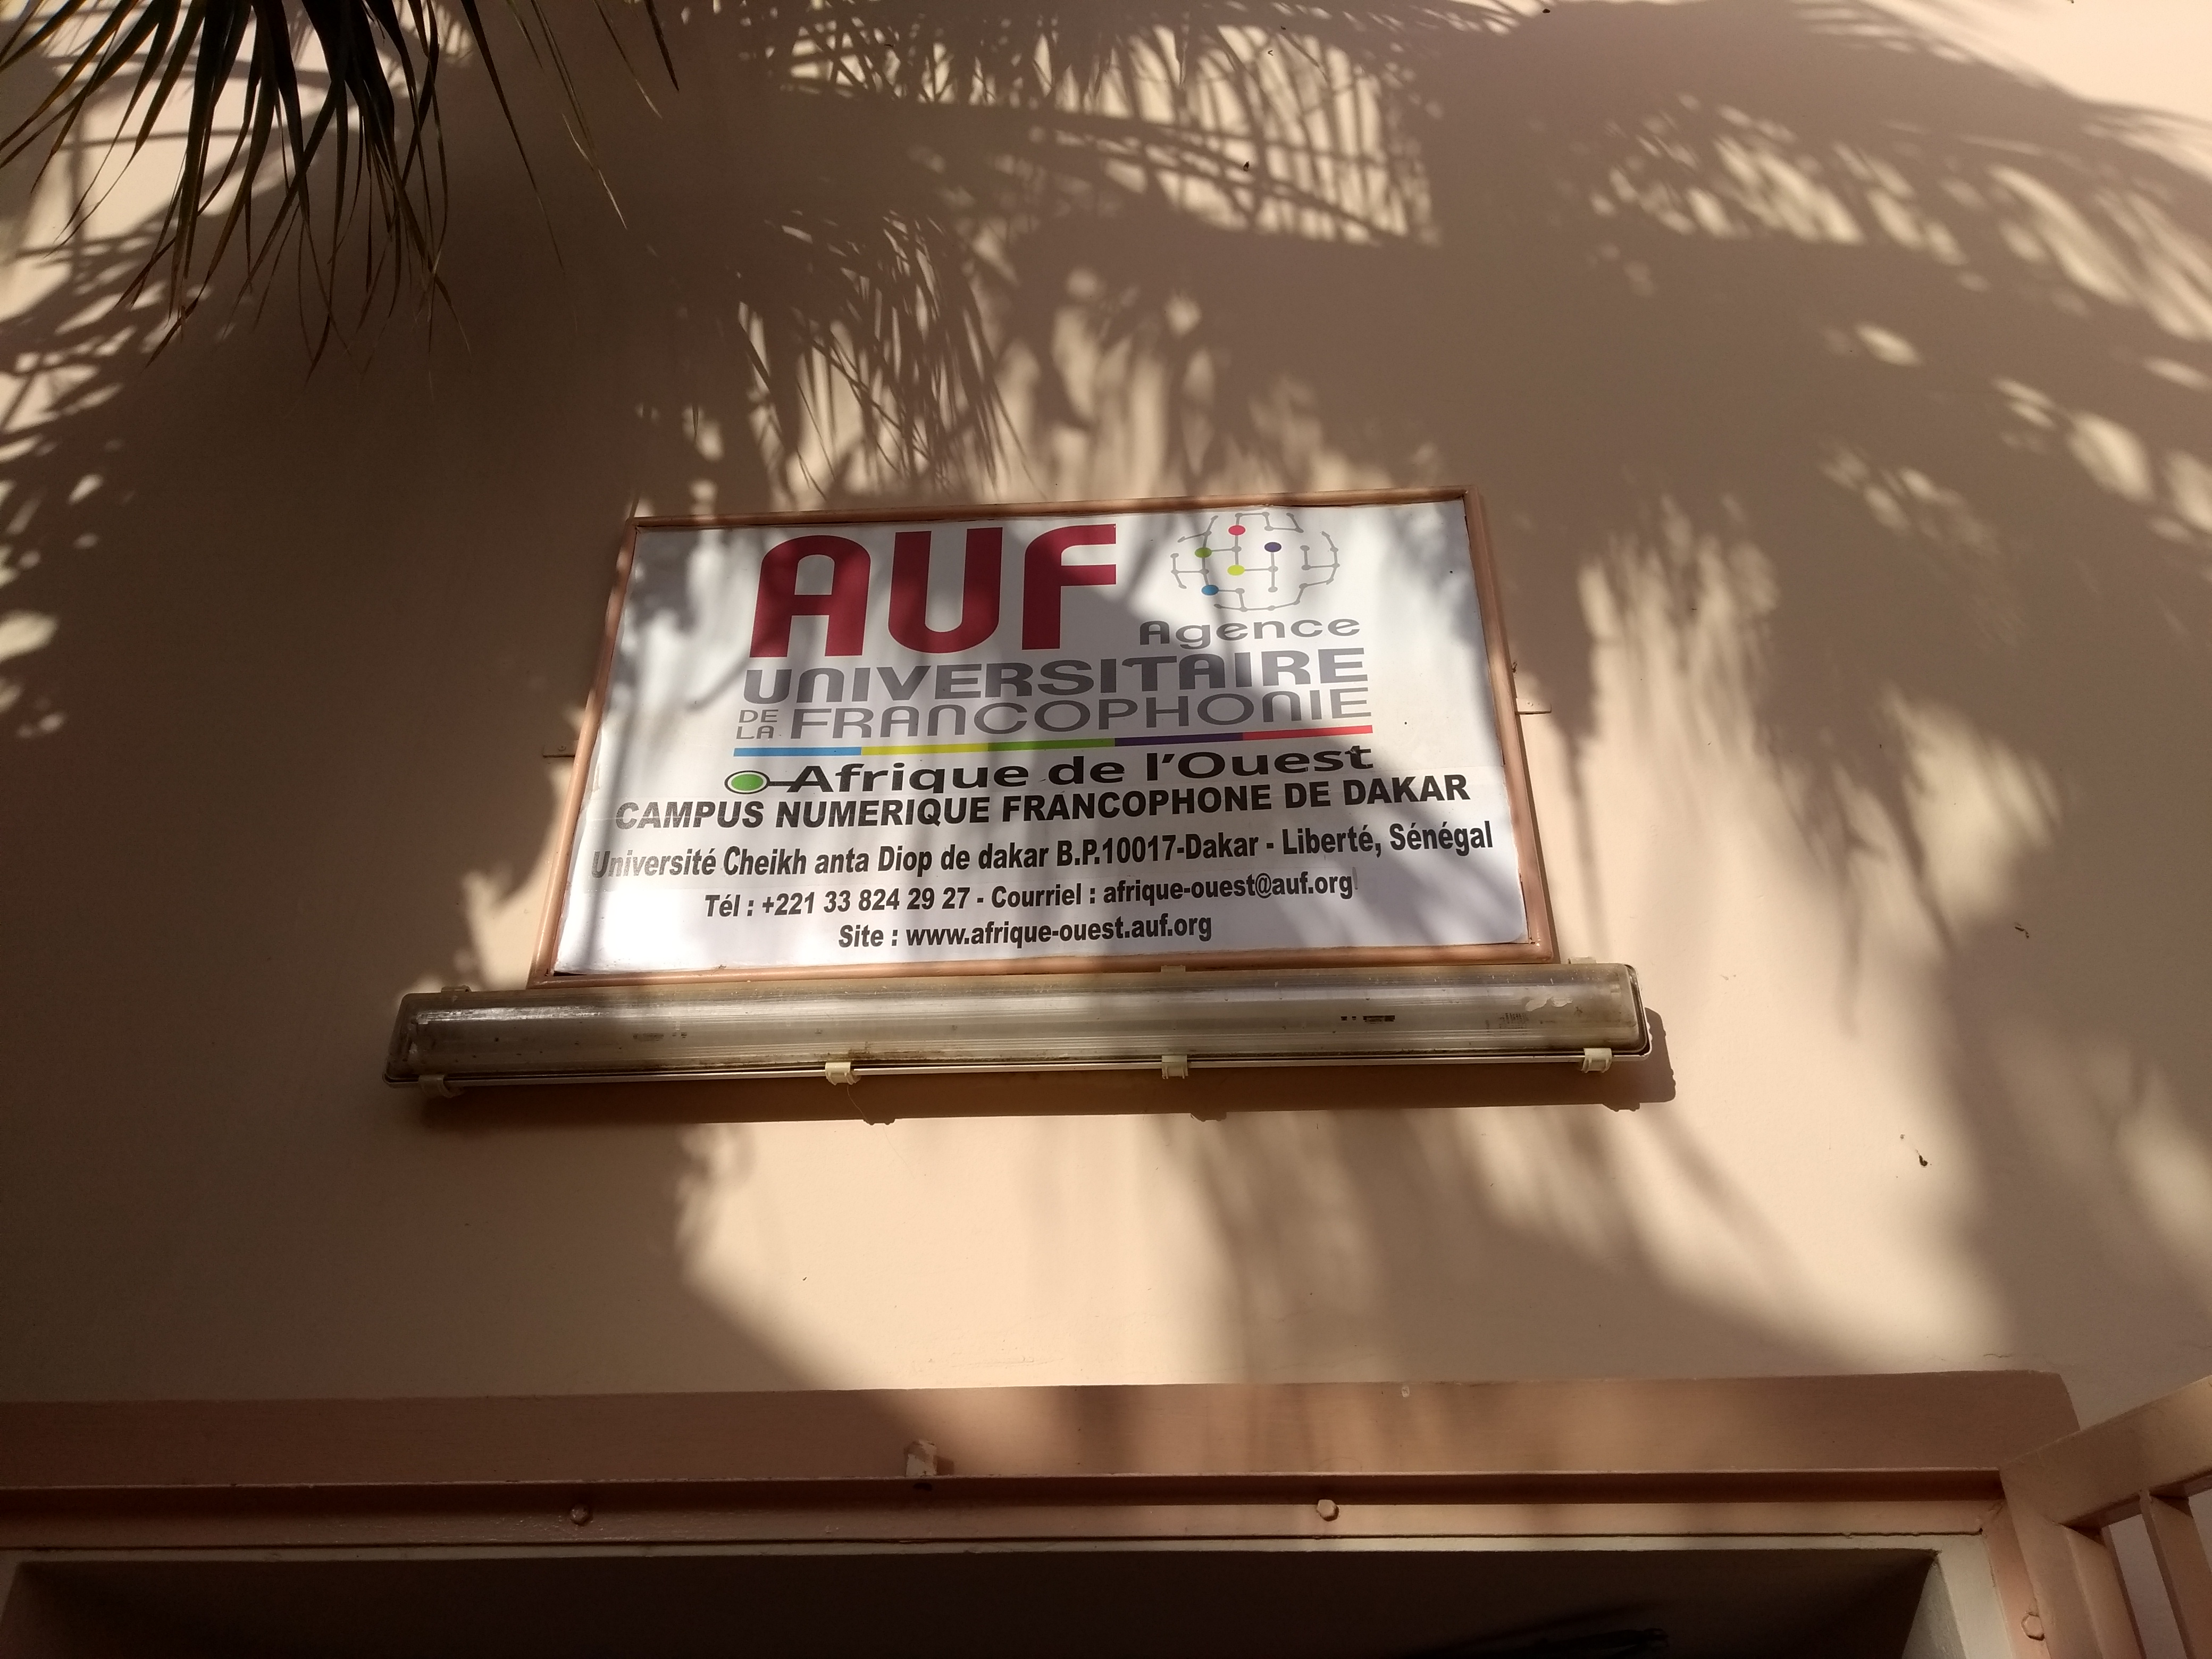 AUF
Agence
UNIVERSITAIRE
DE LA FRANCOPHONIE
Afrique de l'Ouest
CAMPUS NUMERIQUE FRANCOPHONE DE DAKAR
Université Cheikh anta Diop de dakar B.P.10017-Dakar - Liberté, Sénégal
Tél : +221 33 824 29 27 - Courriel : afrique-ouest@auf.org
Site : www.afrique-ouest.auf.org